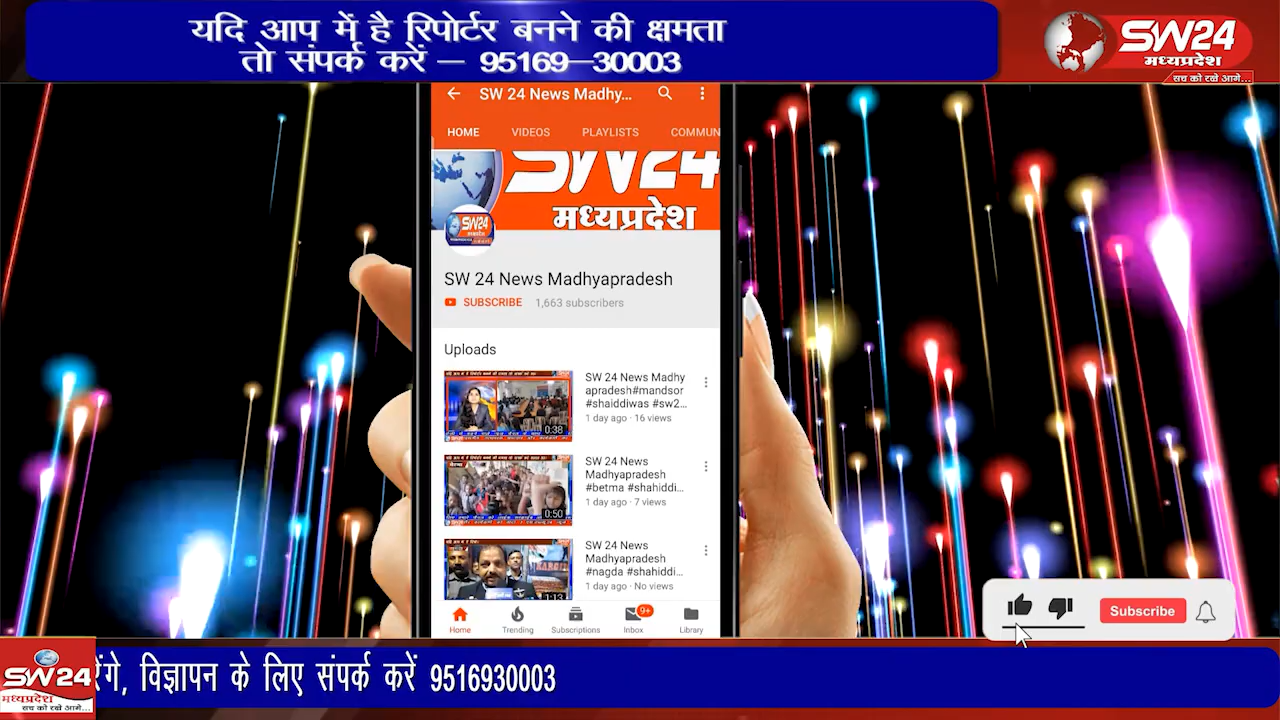 यदि आप में है रिपोर्टर बनने की क्षमता
तो संपर्क करें – 95169–30003
SW24
मध्यप्रदेश
सच को रखे आगे...
SW 24 News Madhy...
HOME VIDEOS PLAYLISTS COMMUN
SW24
मध्यप्रदेश
SW24
SW 24 News Madhyapradesh
SUBSCRIBE 1,663 subscribers
Uploads
SW 24 News Madhy
apradesh#mandsor
#shaiddiwas #sw2...
1 day ago · 16 views
0:38
SW 24 News
Madhyapradesh
#betma #shahiddi...
1 day ago · 7 views
0:50
SW 24 News
Madhyapradesh
#nagda #shahiddi...
1 day ago · No views
1:13
9+
Home Trending Subscriptions Inbox Library
Subscribe
SW24
मध्यप्रदेश
सच को रखे आगे...
रेंगे, विज्ञापन के लिए संपर्क करें 9516930003